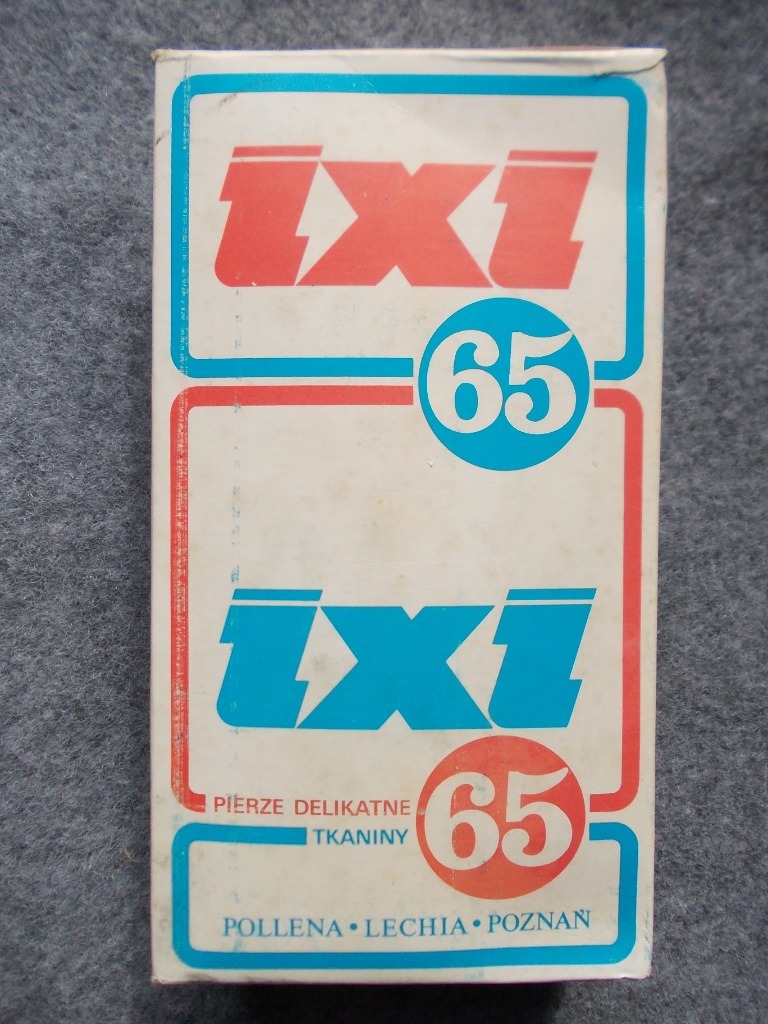 ixi
65
ixi
65
PIERZE DELIKATNE
TKANINY
POLLENA • LECHIA • POZNAŃ